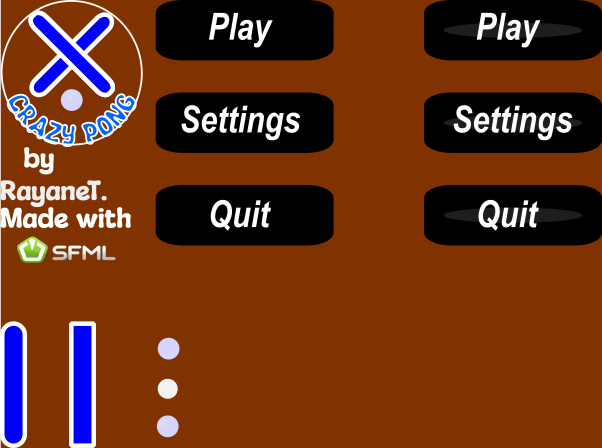 CRAZY PONG
by
RayaneT.
Made with
SFML
Play
Settings
Quit
Play
Settings
Quit